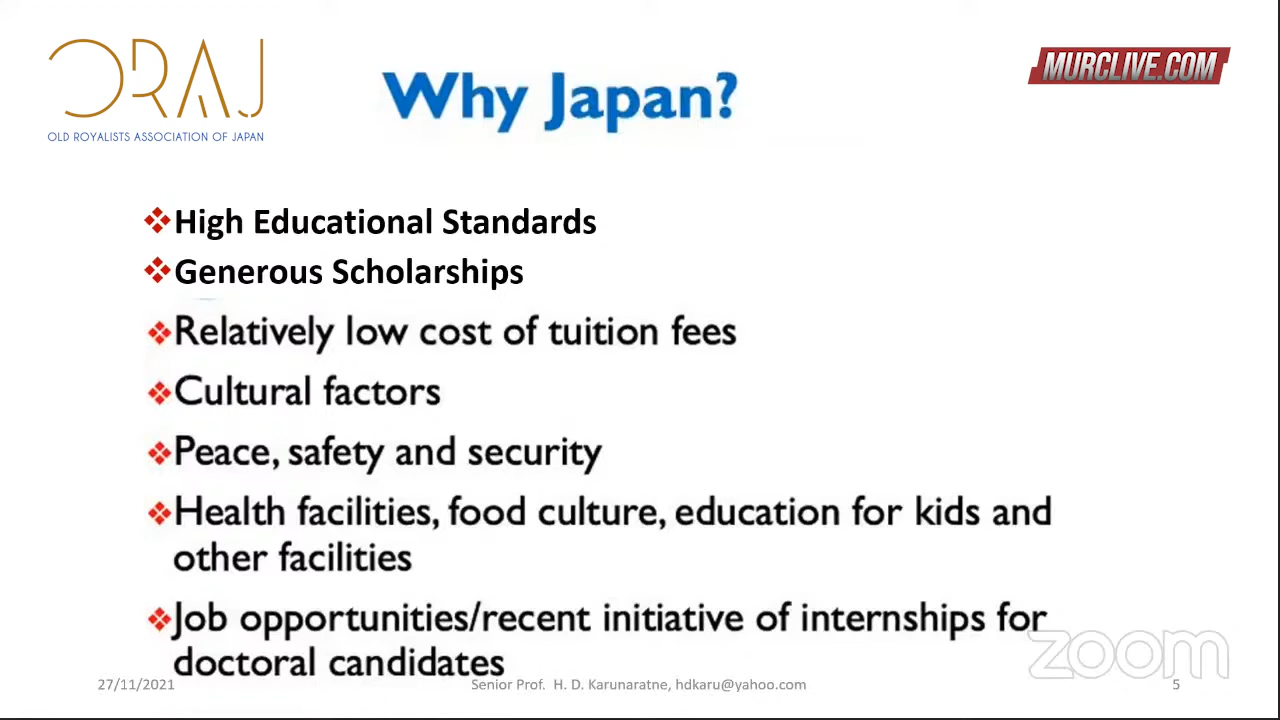 ORAJ
OLD ROYALISTS ASSOCIATION OF JAPAN
Why Japan?
MURCLIVE.COM
High Educational Standards
Generous Scholarships
Relatively low cost of tuition fees
Cultural factors
Peace, safety and security
Health facilities, food culture, education for kids and
other facilities
Job opportunities/recent initiative of internships for
doctoral candidates
zoom
27/11/2021
Senior Prof. H. D. Karunaratne, hdkaru@yahoo.com
5